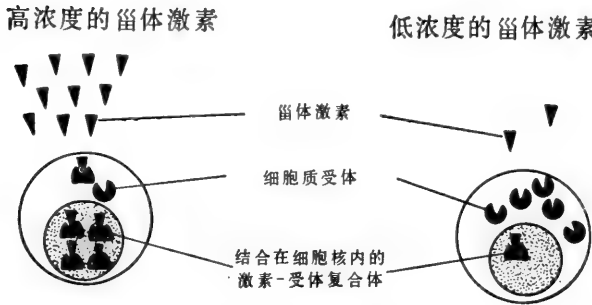 高浓度的甾体激素
低浓度的甾体激素
甾体激素
细胞质受体
结合在细胞核内的
激素-受体复合体